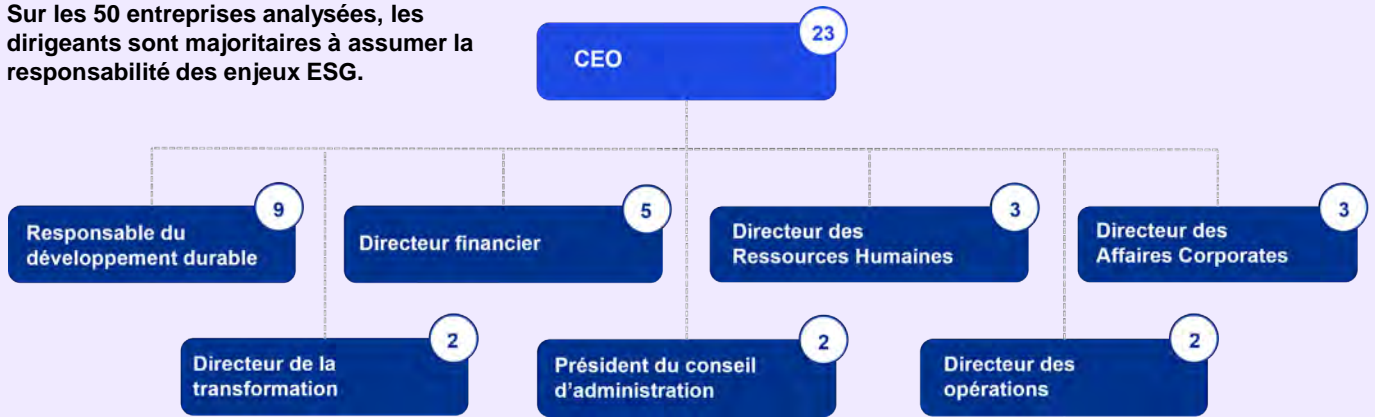 Sur les 50 entreprises analysées, les
dirigeants sont majoritaires à assumer la
responsabilité des enjeux ESG.
CEO
23
Responsable du
développement durable
9
Directeur financier
5
Directeur des
Ressources Humaines
3
Directeur des
Affaires Corporates
3
Directeur de la
transformation
2
Président du conseil
d’administration
2
Directeur des
opérations
2